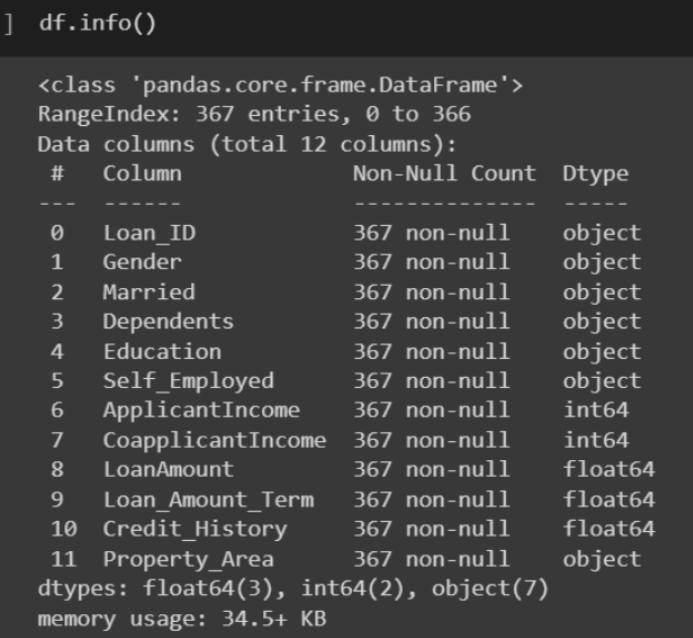 ] df.info()
<class 'pandas.core.frame.DataFrame'>
RangeIndex: 367 entries, 0 to 366
Data columns (total 12 columns):
 #   Column             Non-Null Count  Dtype
---  ------             --------------  -----
 0   Loan_ID            367 non-null    object
 1   Gender             367 non-null    object
 2   Married            367 non-null    object
 3   Dependents         367 non-null    object
 4   Education          367 non-null    object
 5   Self_Employed      367 non-null    object
 6   ApplicantIncome    367 non-null    int64
 7   CoapplicantIncome  367 non-null    int64
 8   LoanAmount         367 non-null    float64
 9   Loan_Amount_Term   367 non-null    float64
 10  Credit_History     367 non-null    float64
 11  Property_Area      367 non-null    object
dtypes: float64(3), int64(2), object(7)
memory usage: 34.5+ KB